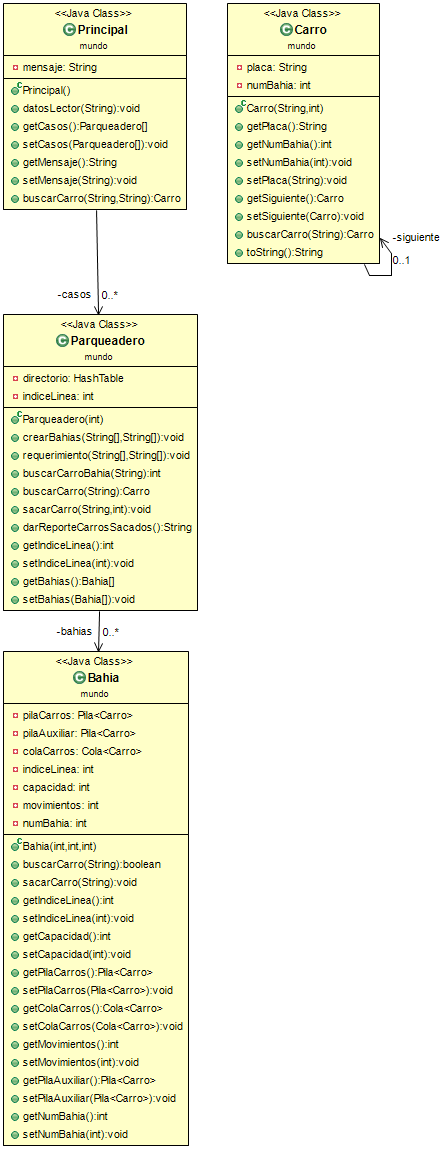 <<Java Class>>
Principal
mundo
mensaje: String
Principal()
datosLector(String):void
getCasos():Parqueadero[]
setCasos(Parqueadero[]):void
getMensaje():String
setMensaje(String):void
buscarCarro(String,String):Carro
<<Java Class>>
Carro
mundo
placa: String
numBahia: int
Carro(String,int)
getPlaca():String
getNumBahia():int
setNumBahia(int):void
setPlaca(String):void
getSiguiente():Carro
setSiguiente(Carro):void
buscarCarro(String):Carro
toString():String
-siguiente
0..1
-casos 0..*
<<Java Class>>
Parqueadero
mundo
directorio: HashTable
indiceLinea: int
Parqueadero(int)
crearBahias(String[],String[]):void
requerimiento(String[],String[]):void
buscarCarroBahia(String):int
buscarCarro(String):Carro
sacarCarro(String,int):void
darReporteCarrosSacados():String
getIndiceLinea():int
setIndiceLinea(int):void
getBahias():Bahia[]
setBahias(Bahia[]):void
-bahias 0..*
<<Java Class>>
Bahia
mundo
pilaCarros: Pila<Carro>
pilaAuxiliar: Pila<Carro>
colaCarros: Cola<Carro>
indiceLinea: int
capacidad: int
movimientos: int
numBahia: int
Bahia(int,int,int)
buscarCarro(String):boolean
sacarCarro(String):void
getIndiceLinea():int
setIndiceLinea(int):void
getCapacidad():int
setCapacidad(int):void
getPilaCarros():Pila<Carro>
setPilaCarros(Pila<Carro>):void
getColaCarros():Cola<Carro>
setColaCarros(Cola<Carro>):void
getMovimientos():int
setMovimientos(int):void
getPilaAuxiliar():Pila<Carro>
setPilaAuxiliar(Pila<Carro>):void
getNumBahia():int
setNumBahia(int):void